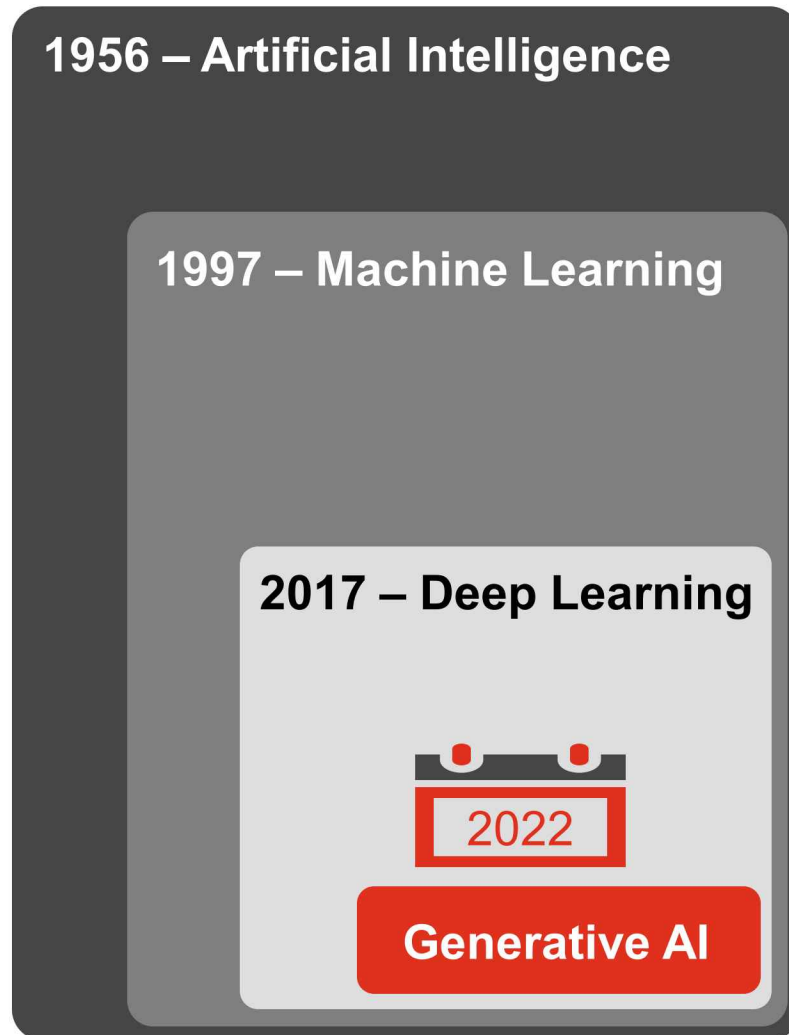 1956 – Artificial Intelligence
1997 – Machine Learning
2017 – Deep Learning
2022
Generative AI